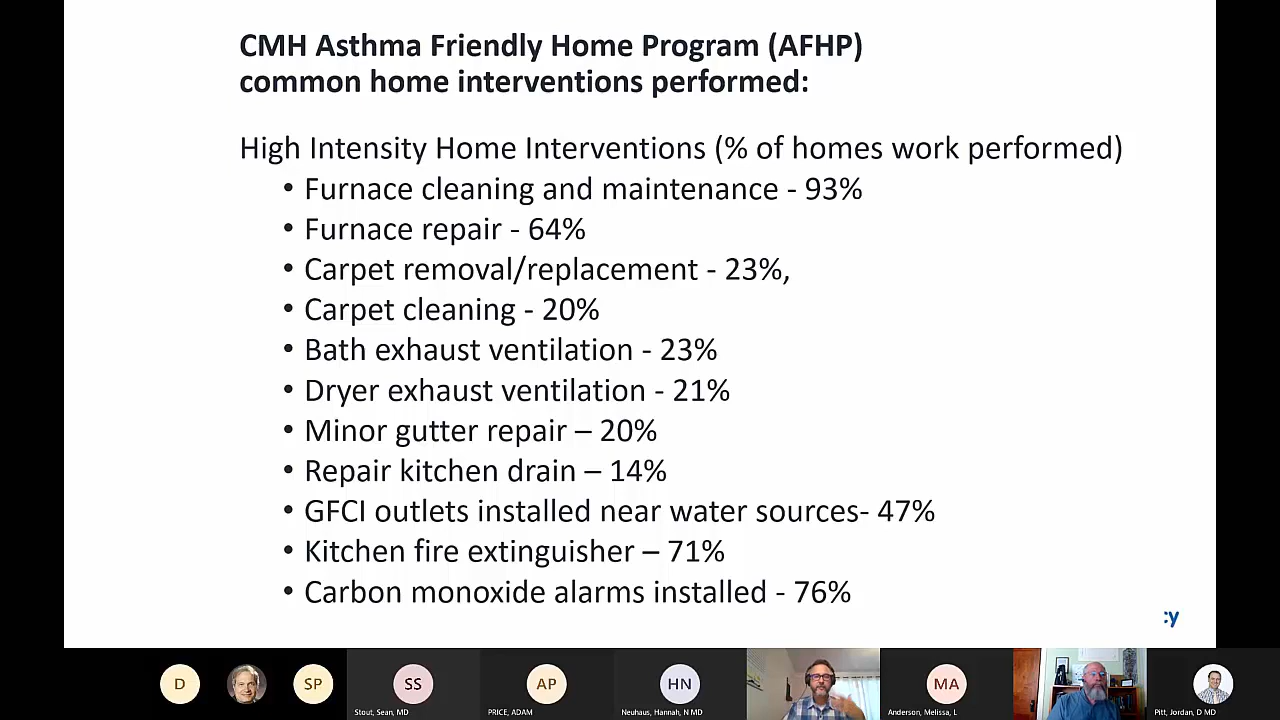 CMH Asthma Friendly Home Program (AFHP)
common home interventions performed:
High Intensity Home Interventions (% of homes work performed)
• Furnace cleaning and maintenance - 93%
• Furnace repair - 64%
• Carpet removal/replacement - 23%,
• Carpet cleaning - 20%
• Bath exhaust ventilation - 23%
• Dryer exhaust ventilation - 21%
• Minor gutter repair – 20%
• Repair kitchen drain – 14%
• GFCI outlets installed near water sources- 47%
• Kitchen fire extinguisher – 71%
• Carbon monoxide alarms installed - 76%
cy
D
SP
SS
AP
HN
MA
Stout, Sean, MD
PRICE, ADAM
Neuhaus, Hannah, N MD
Anderson, Melissa, L
Pitt, Jordan, D MD